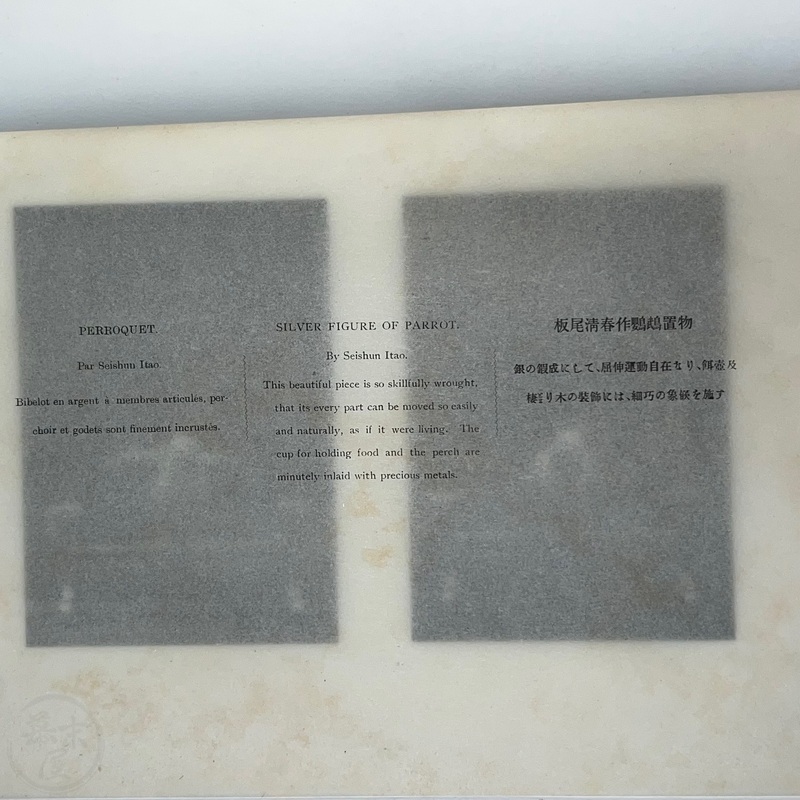 PERROQUET.
Par Seishun Itao.
Bibelot en argent à membres articulés, per-
choir et godets sont finement incrustés.
SILVER FIGURE OF PARROT.
By Seishun Itao.
This beautiful piece is so skillfully wrought,
that its every part can be moved so easily
and naturally, as if it were living. The
cup for holding food and the perch are
minutely inlaid with precious metals.
板尾淸春作鸚鵡置物
銀の鍛成にして、屈伸運動自在なり、餌壺及
棲り木の裝飾には、細巧の象嵌を施す